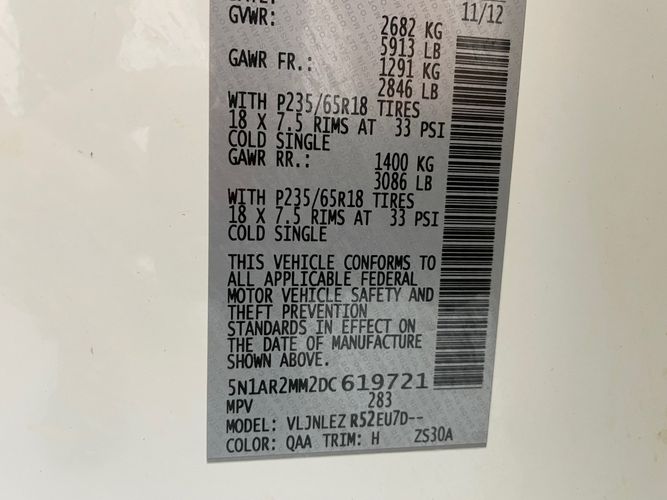 11/12
GVWR: 2682 KG
5913 LB
GAWR FR.: 1291 KG
2846 LB
WITH P235/65R18 TIRES
18 X 7.5 RIMS AT 33 PSI
COLD SINGLE
GAWR RR.: 1400 KG
3086 LB
WITH P235/65R18 TIRES
18 X 7.5 RIMS AT 33 PSI
COLD SINGLE
THIS VEHICLE CONFORMS TO
ALL APPLICABLE FEDERAL
MOTOR VEHICLE SAFETY AND
THEFT PREVENTION
STANDARDS IN EFFECT ON
THE DATE OF MANUFACTURE
SHOWN ABOVE.
5N1AR2MM2DC 619721
MPV 283
MODEL: VLJNLEZ R52EU7D--
COLOR: QAA TRIM: H ZS30A